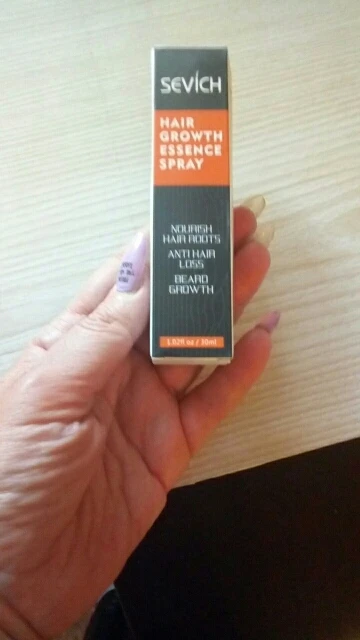 SEVICH
HAIR
GROWTH
ESSENCE
SPRAY
NOURISH
HAIR ROOTS
ANTI HAIR
LOSS
BEARD
GROWTH
1.02fl oz / 30ml